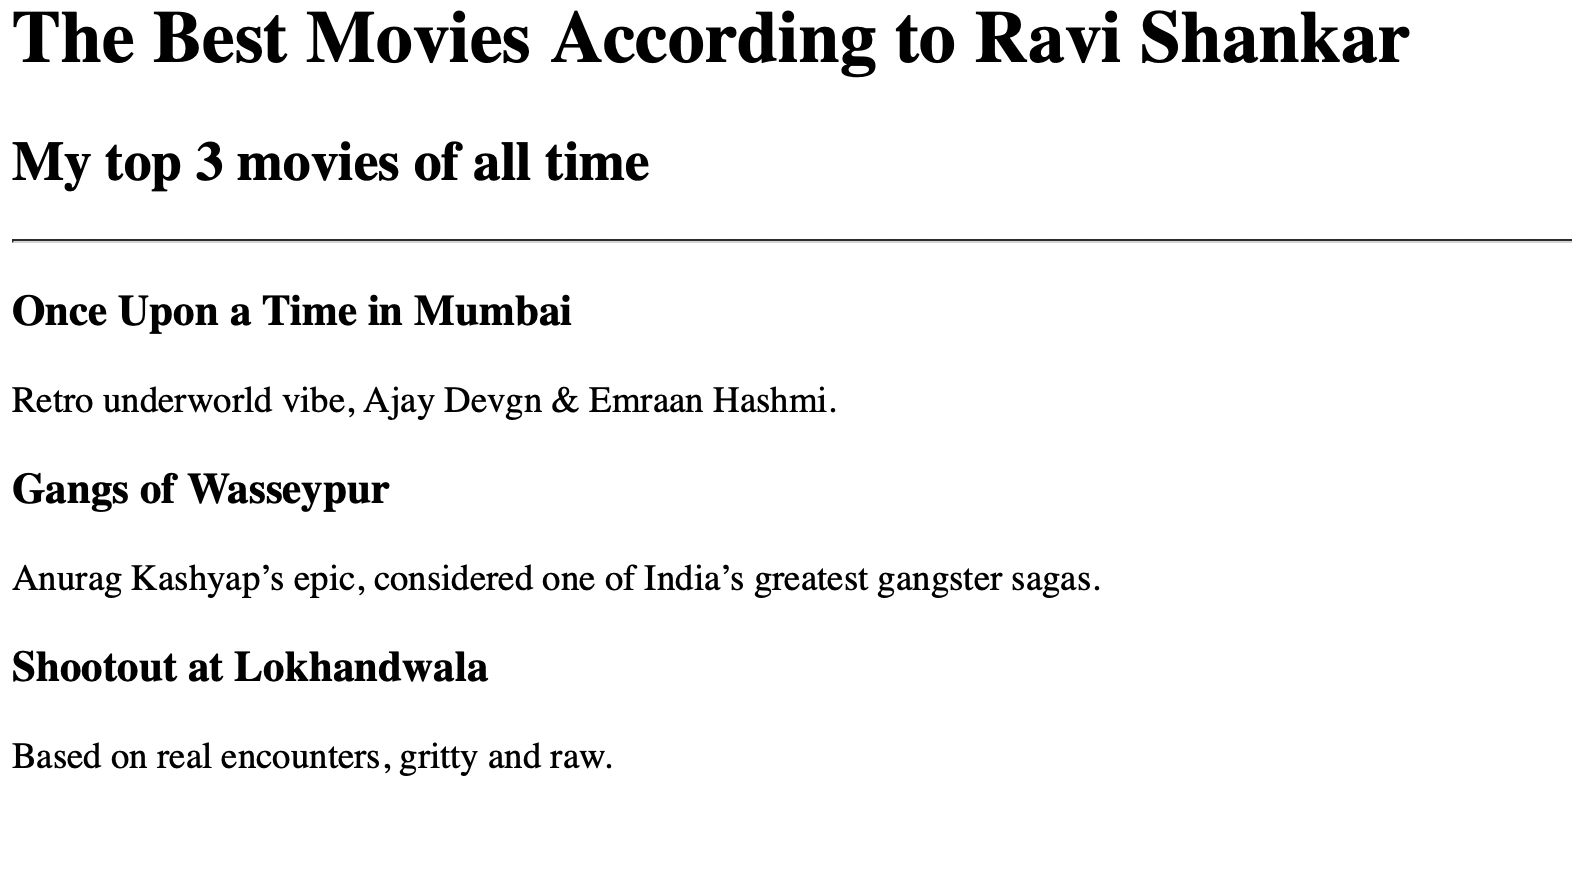 The Best Movies According to Ravi Shankar
My top 3 movies of all time
Once Upon a Time in Mumbai
Retro underworld vibe, Ajay Devgn & Emraan Hashmi.
Gangs of Wasseypur
Anurag Kashyap’s epic, considered one of India’s greatest gangster sagas.
Shootout at Lokhandwala
Based on real encounters, gritty and raw.